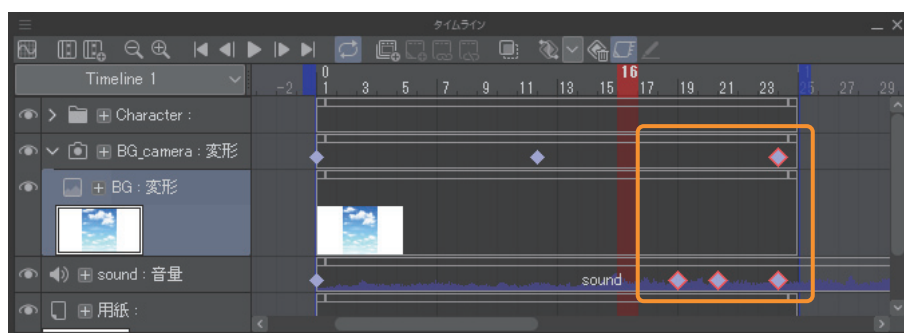 タイムライン
Timeline 1
0 16 1
-2 1 3 5 7 9 11 13 15 17 19 21 23 25 27 29
Character :
BG_camera : 変形
BG : 変形
sound : 音量
sound
用紙 :